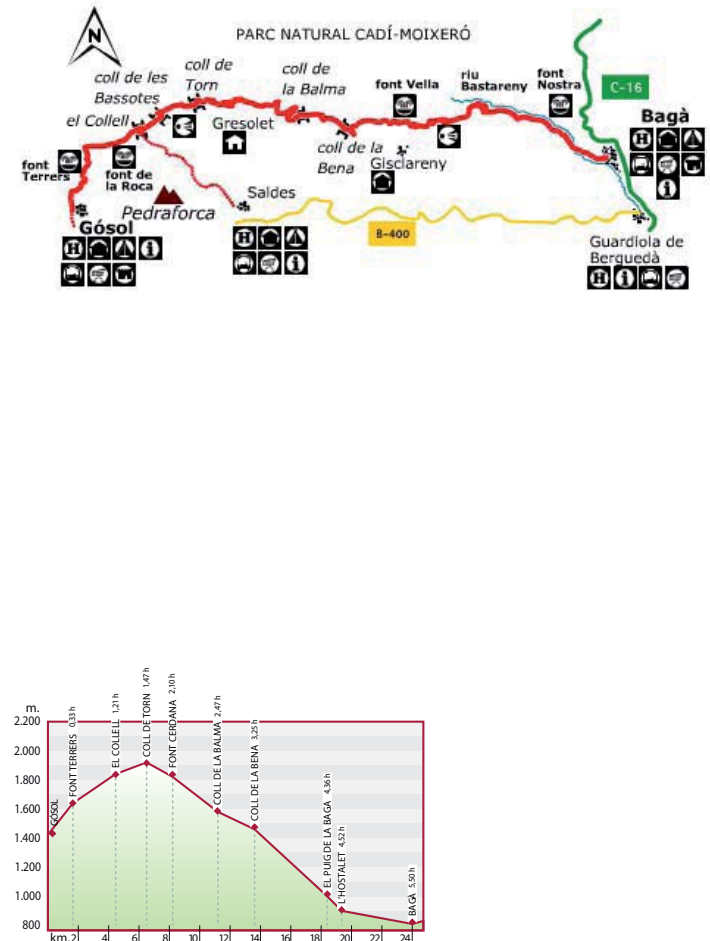 N
PARC NATURAL CADÍ-MOIXERÓ
coll de les
Bassotes
coll de
Torn
coll de
la Balma
font Vella
riu
Bastareny
font
Nostra
C-16
Bagà
el Collell
Gresolet
coll de la
Bena
Gisclareny
font
Terrers
font de
la Roca
Pedraforca
Saldes
Gósol
B-400
Guardiola de
Berguedà
H
i
H
i
H
i
H i
m.
2.200
2.000
1.800
1.600
1.400
1.200
1.000
800
GÓSOL
FONT TERRERS 0,33 h
EL COLLELL 1,21 h
COLL DE TORN 1,47 h
FONT CERDANA 2,10 h
COLL DE LA BALMA 2,47 h
COLL DE LA BENA 3,25 h
EL PUIG DE LA BAGA 4,36 h
L'HOSTALET 4,52 h
BAGÀ 5,50 h
km. 2 4 6 8 10 12 14 16 18 20 22 24